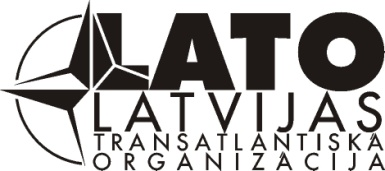 LATO
LATVIJAS
TRANSATLANTISKĀ
ORGANIZĀCIJA